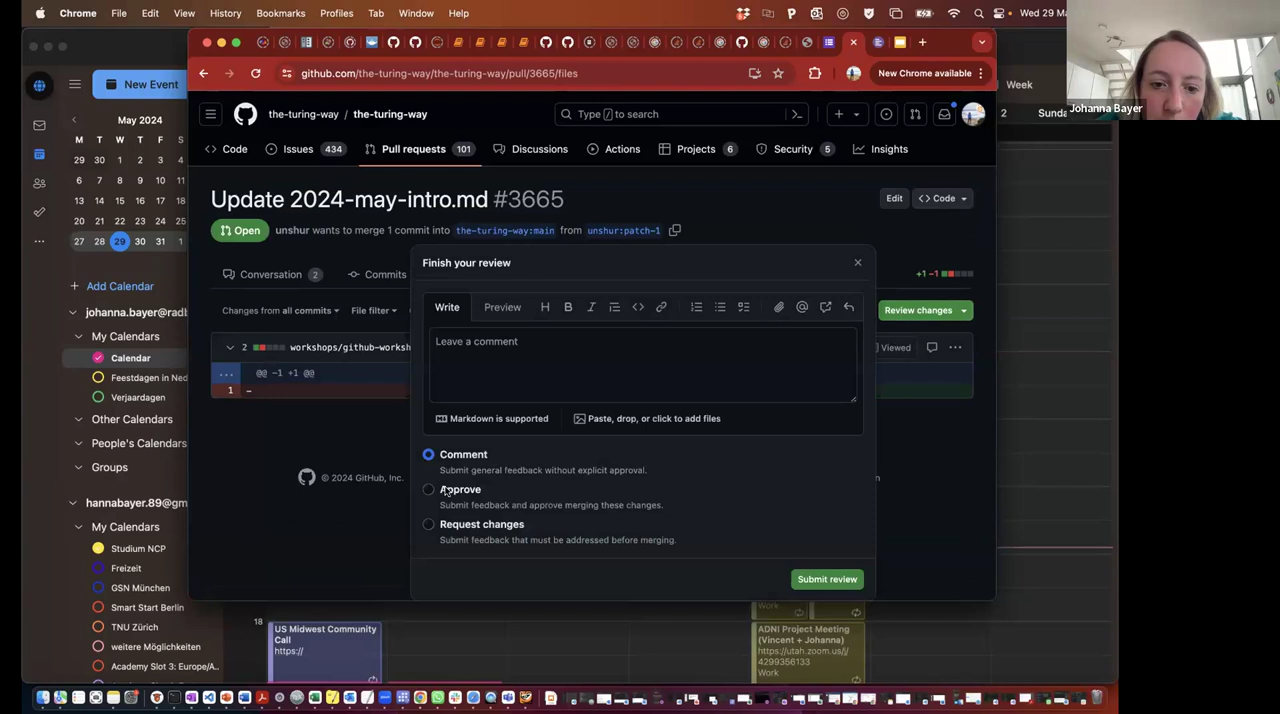 Chrome File Edit View History Bookmarks Profiles Tab Window Help
Wed 29 Ma
github.com/the-turing-way/the-turing-way/pull/3665/files
New Chrome available
Johanna Bayer
New Event
Week
the-turing-way / the-turing-way
Type / to search
May 2024
2 Sunda
M T W T F S
29 30 1 2 3 4
6 7 8 9 10 11
13 14 15 16 17 18
20 21 22 23 24 25
27 28 29 30 31 1
Code Issues 434 Pull requests 101 Discussions Actions Projects 6 Security 5 Insights
Update 2024-may-intro.md #3665
Edit Code
Open unshur wants to merge 1 commit into the-turing-way:main from unshur:patch-1
Conversation 2 Commits
+1 −1
Changes from all commits File filter
Review changes
2 workshops/github-worksh
Viewed
@@ -1 +1 @@
1 -
© 2024 GitHub, Inc.
Finish your review
Write Preview
Leave a comment
Markdown is supported Paste, drop, or click to add files
Comment
Submit general feedback without explicit approval.
Approve
Submit feedback and approve merging these changes.
Request changes
Submit feedback that must be addressed before merging.
Submit review
Add Calendar
johanna.bayer@radb
My Calendars
Calendar
Feestdagen in Ned
Verjaardagen
Other Calendars
People's Calendars
Groups
hannabayer.89@gm
My Calendars
Studium NCP
Freizeit
GSN München
Smart Start Berlin
TNU Zürich
weitere Möglichkeiten
Academy Slot 3: Europe/A...
18
US Midwest Community
Call
https://
Work
ADNI Project Meeting
(Vincent + Johanna)
https://utah.zoom.us/j/
4299356133
Work